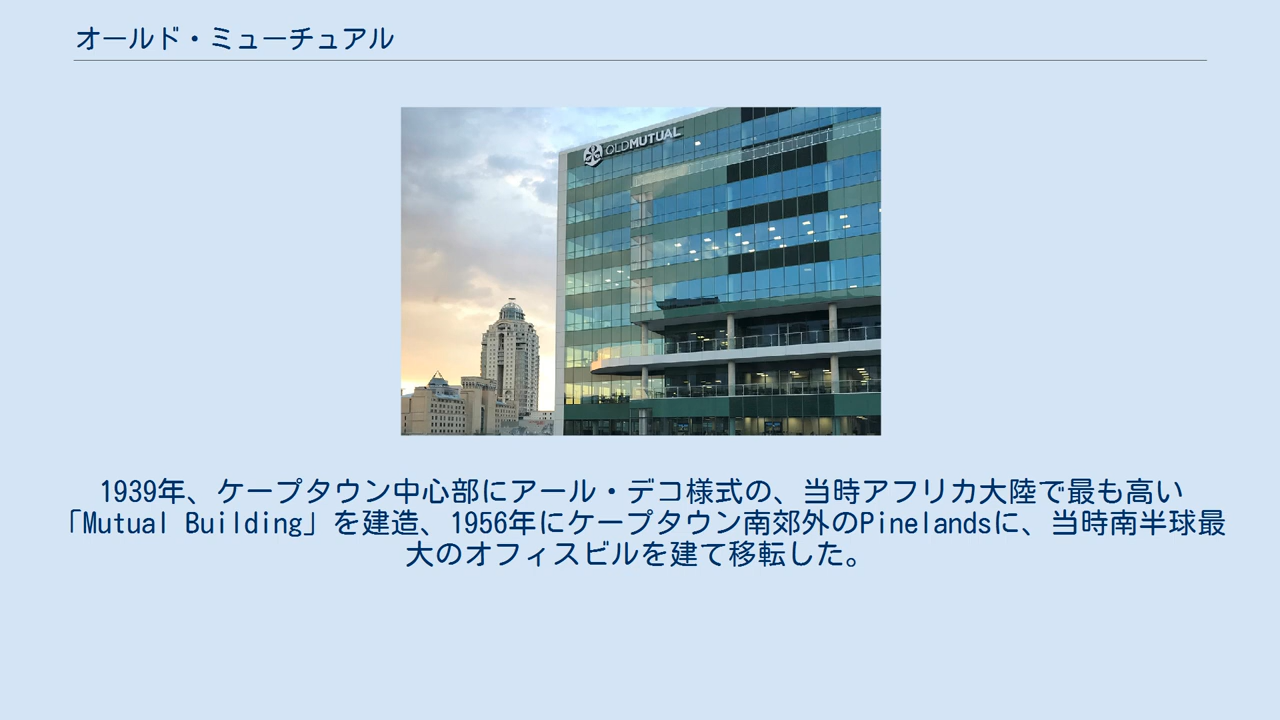 オールド・ミューチュアル
OLDMUTUAL
1939年、ケープタウン中心部にアール・デコ様式の、当時アフリカ大陸で最も高い
「Mutual Building」を建造、1956年にケープタウン南郊外のPinelandsに、当時南半球最
大のオフィスビルを建て移転した。